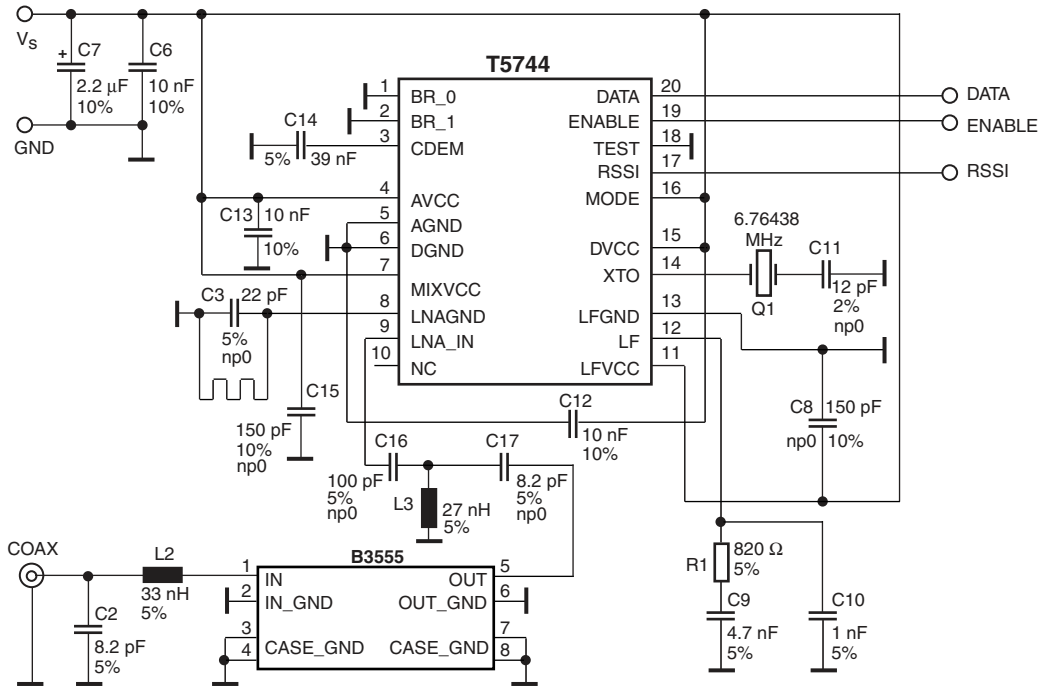 V_S
C7
+
2.2 µF
10%
C6
10 nF
10%
GND
T5744
1 BR_0
2 BR_1
3 CDEM
4 AVCC
5 AGND
6 DGND
7 MIXVCC
8 LNAGND
9 LNA_IN
10 NC
20 DATA
19 ENABLE
18 TEST
17 RSSI
16 MODE
15 DVCC
14 XTO
13 LFGND
12 LF
11 LFVCC
DATA
ENABLE
RSSI
C14
5% 39 nF
C13 10 nF
10%
C3 22 pF
5%
np0
C15
150 pF
10%
np0
6.76438
MHz
Q1
C11
12 pF
2%
np0
C12
10 nF
10%
C8 150 pF
np0 10%
C16
100 pF
5%
np0
L3
27 nH
5%
C17
8.2 pF
5%
np0
B3555
1 IN
2 IN_GND
3
CASE_GND
4
5 OUT
6 OUT_GND
7
CASE_GND
8
COAX
L2
33 nH
5%
C2
8.2 pF
5%
R1
820 Ω
5%
C9
4.7 nF
5%
C10
1 nF
5%